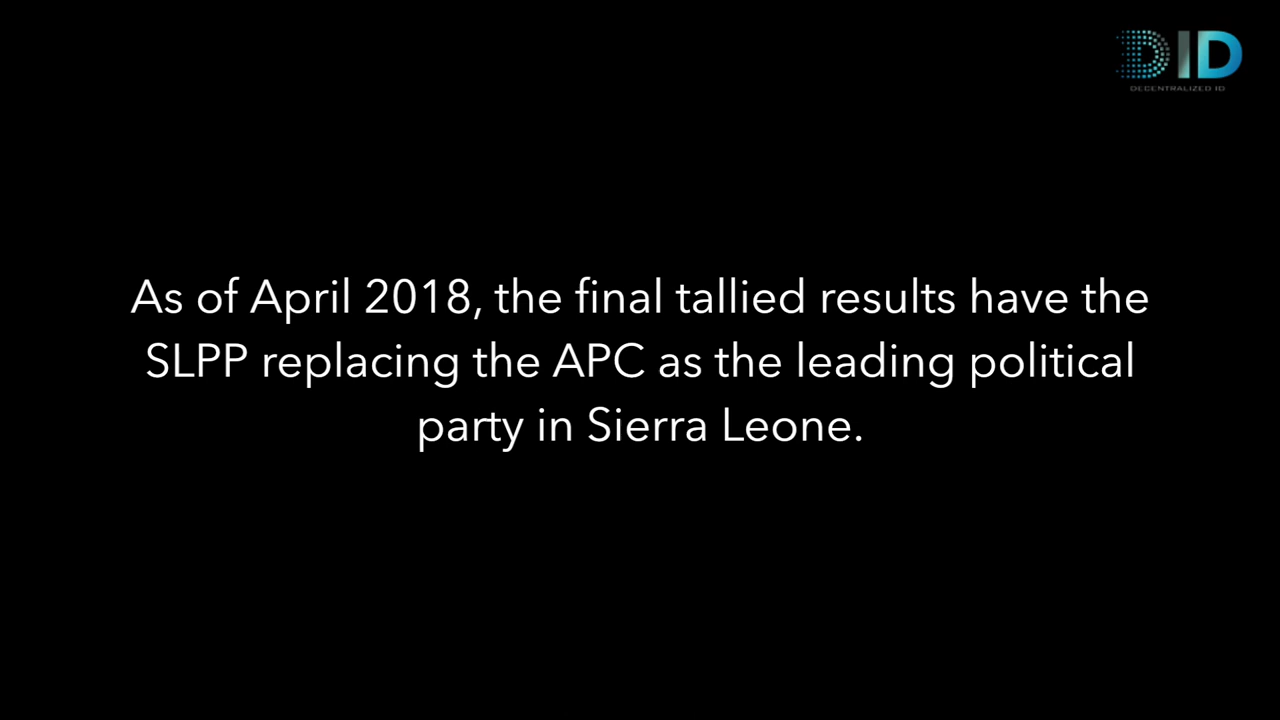 DID
DECENTRALIZED ID
As of April 2018, the final tallied results have the
SLPP replacing the APC as the leading political
party in Sierra Leone.